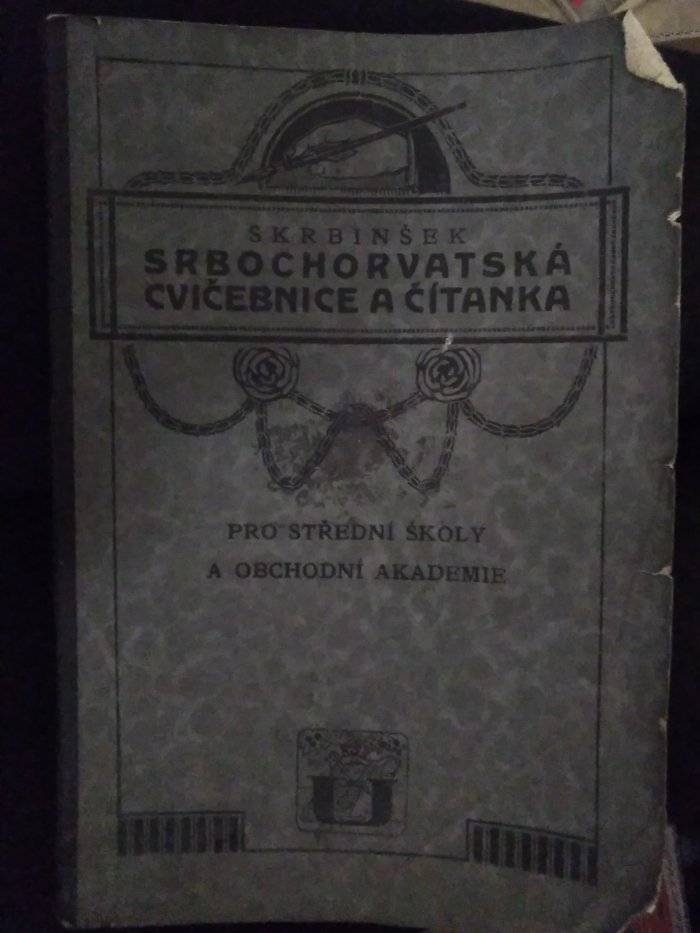 SKRBINŠEK
SRBOCHORVATSKÁ
CVIČEBNICE A ČÍTANKA
PRO STŘEDNÍ ŠKOLY
A OBCHODNÍ AKADEMIE
U